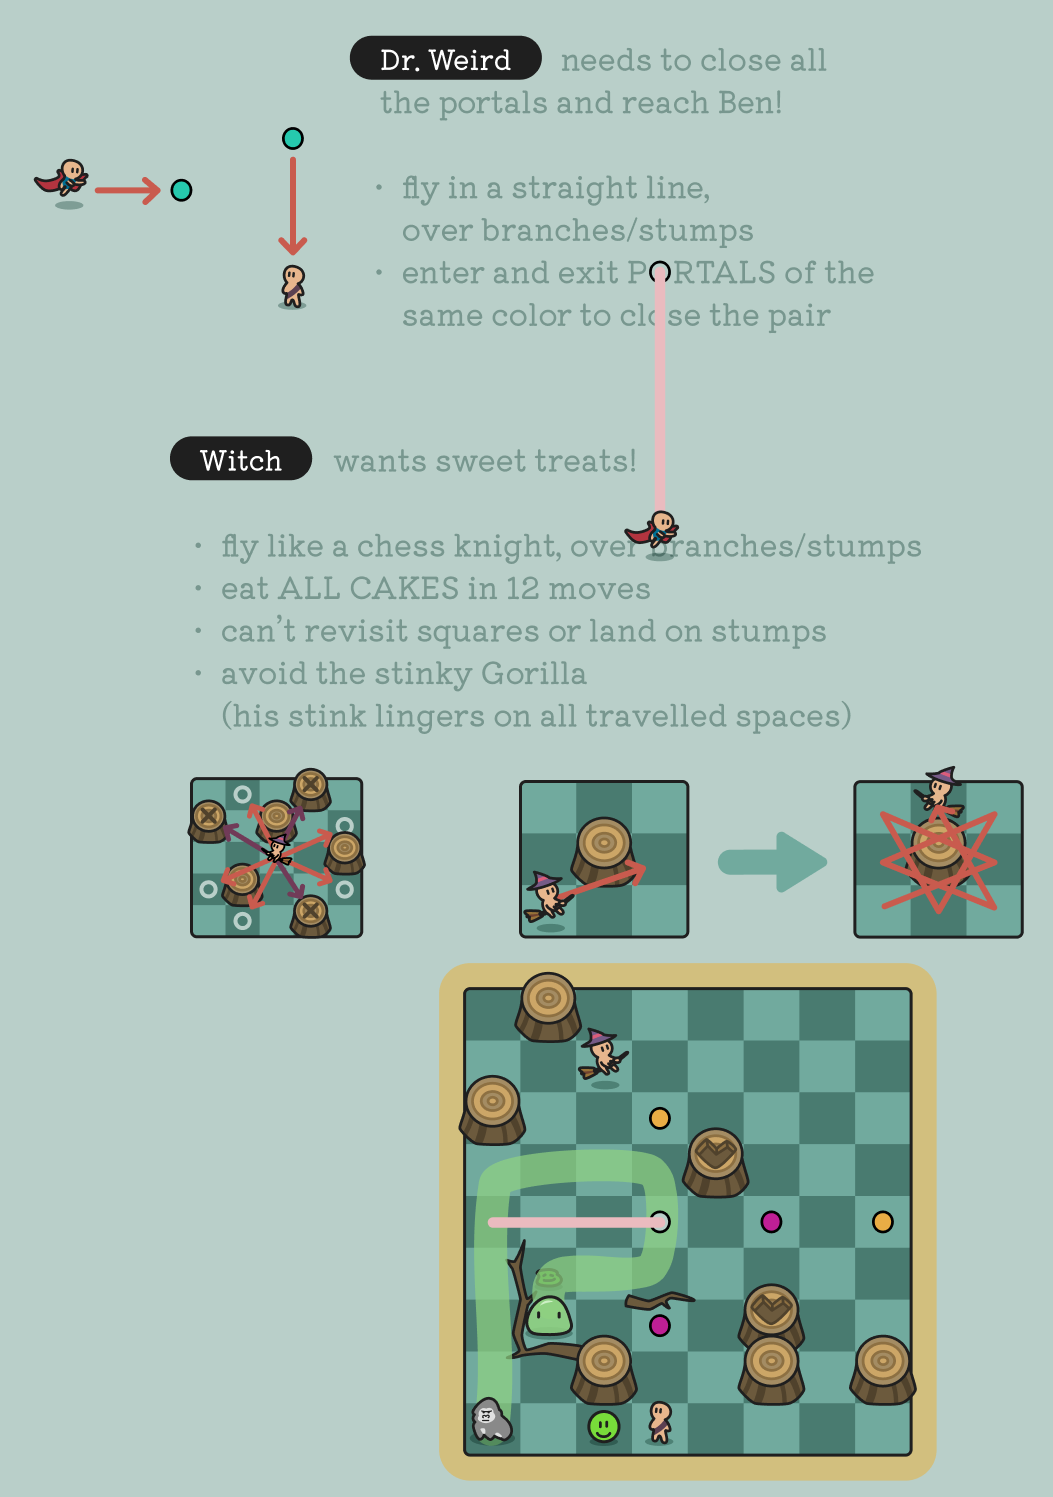 Dr. Weird needs to close all
the portals and reach Ben!
· fly in a straight line,
over branches/stumps
· enter and exit PORTALS of the
same color to close the pair
Witch wants sweet treats!
· fly like a chess knight, over branches/stumps
· eat ALL CAKES in 12 moves
· can't revisit squares or land on stumps
· avoid the stinky Gorilla
(his stink lingers on all travelled spaces)